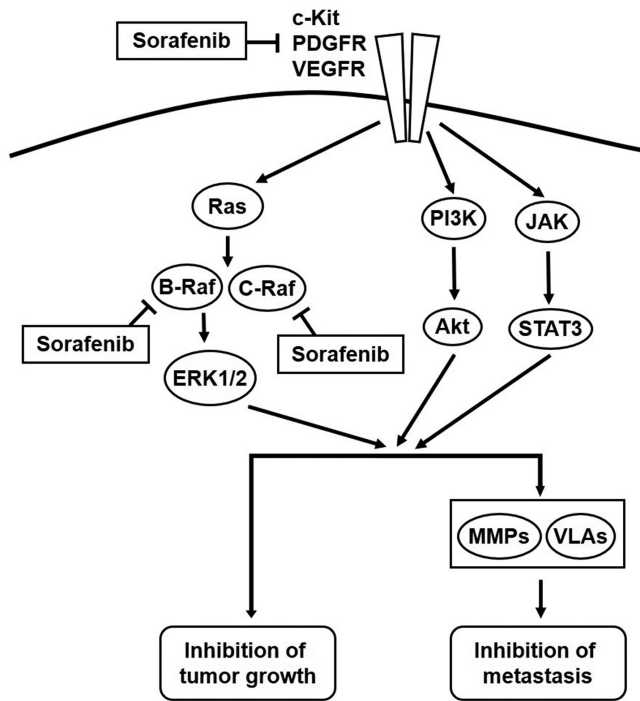 c-Kit
Sorafenib
PDGFR
VEGFR
Ras
PI3K
JAK
B-Raf
C-Raf
Sorafenib
Akt
STAT3
Sorafenib
ERK1/2
MMPs
VLAs
Inhibition of
tumor growth
Inhibition of
metastasis